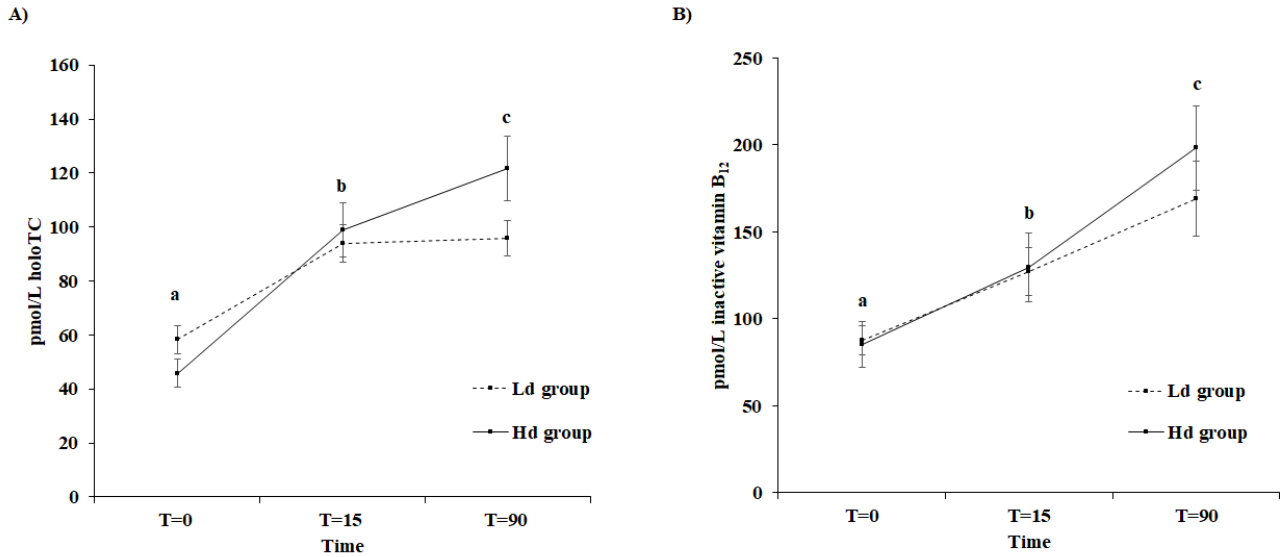 A)
pmol/L holoTC
160
140
120
100
80
60
40
20
0
a
b
c
Ld group
Hd group
T=0
T=15
T=90
Time
B)
pmol/L inactive vitamin B₁₂
250
200
150
100
50
0
a
b
c
Ld group
Hd group
T=0
T=15
T=90
Time